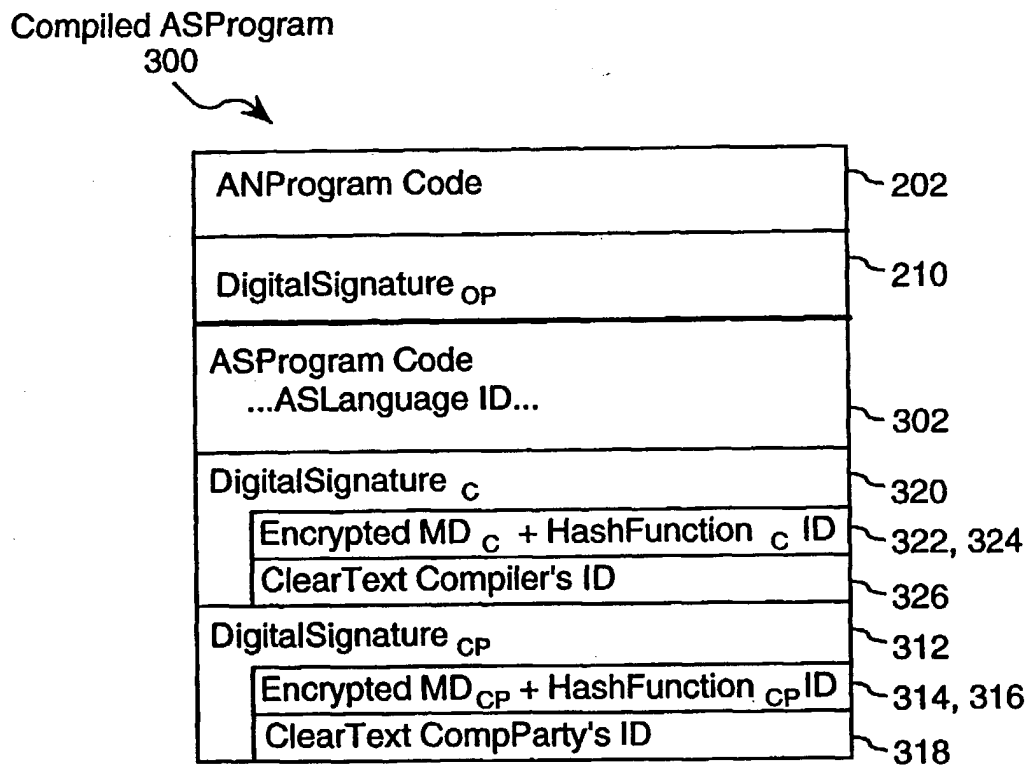 Compiled ASProgram
300
ANProgram Code
202
DigitalSignature OP
210
ASProgram Code
...ASLanguage ID...
302
DigitalSignature C
320
Encrypted MD C + HashFunction C ID
322, 324
ClearText Compiler's ID
326
DigitalSignature CP
312
Encrypted MD CP + HashFunction CP ID
314, 316
ClearText CompParty's ID
318